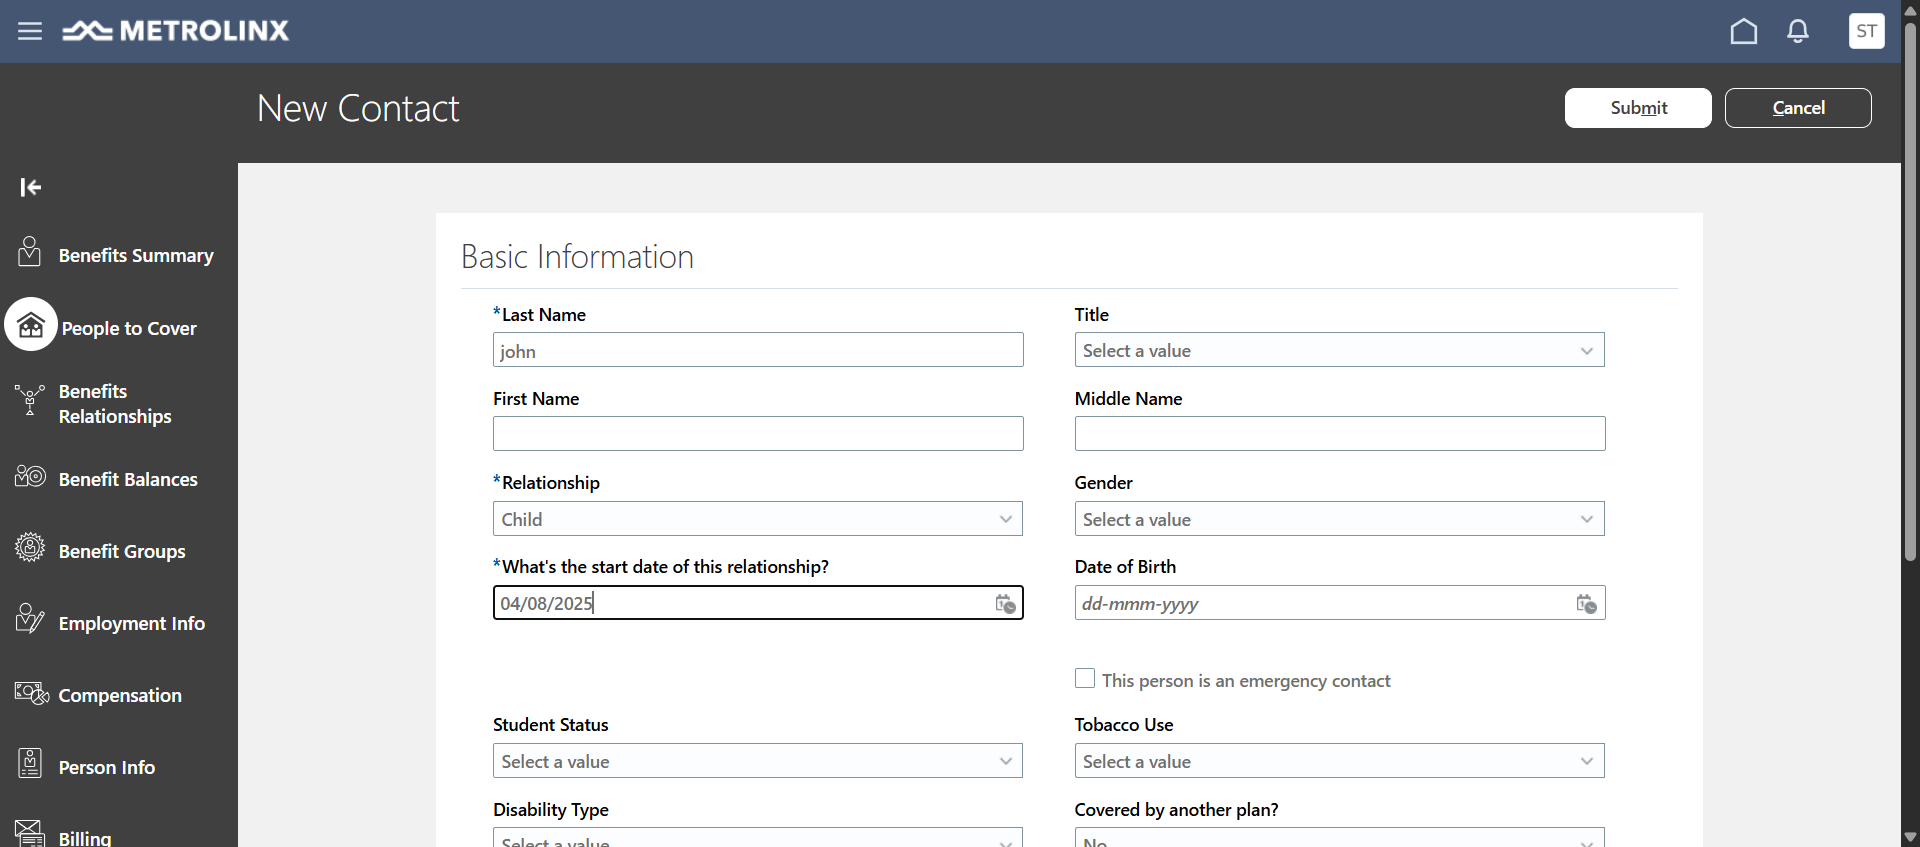 METROLINX
ST
New Contact
Submit
Cancel
Benefits Summary
People to Cover
Benefits
Relationships
Benefit Balances
Benefit Groups
Employment Info
Compensation
Person Info
Billing
Basic Information
*Last Name
john
Title
Select a value
First Name
Middle Name
*Relationship
Child
Gender
Select a value
*What's the start date of this relationship?
04/08/2025
Date of Birth
dd-mmm-yyyy
This person is an emergency contact
Student Status
Select a value
Tobacco Use
Select a value
Disability Type
Select a value
Covered by another plan?
No